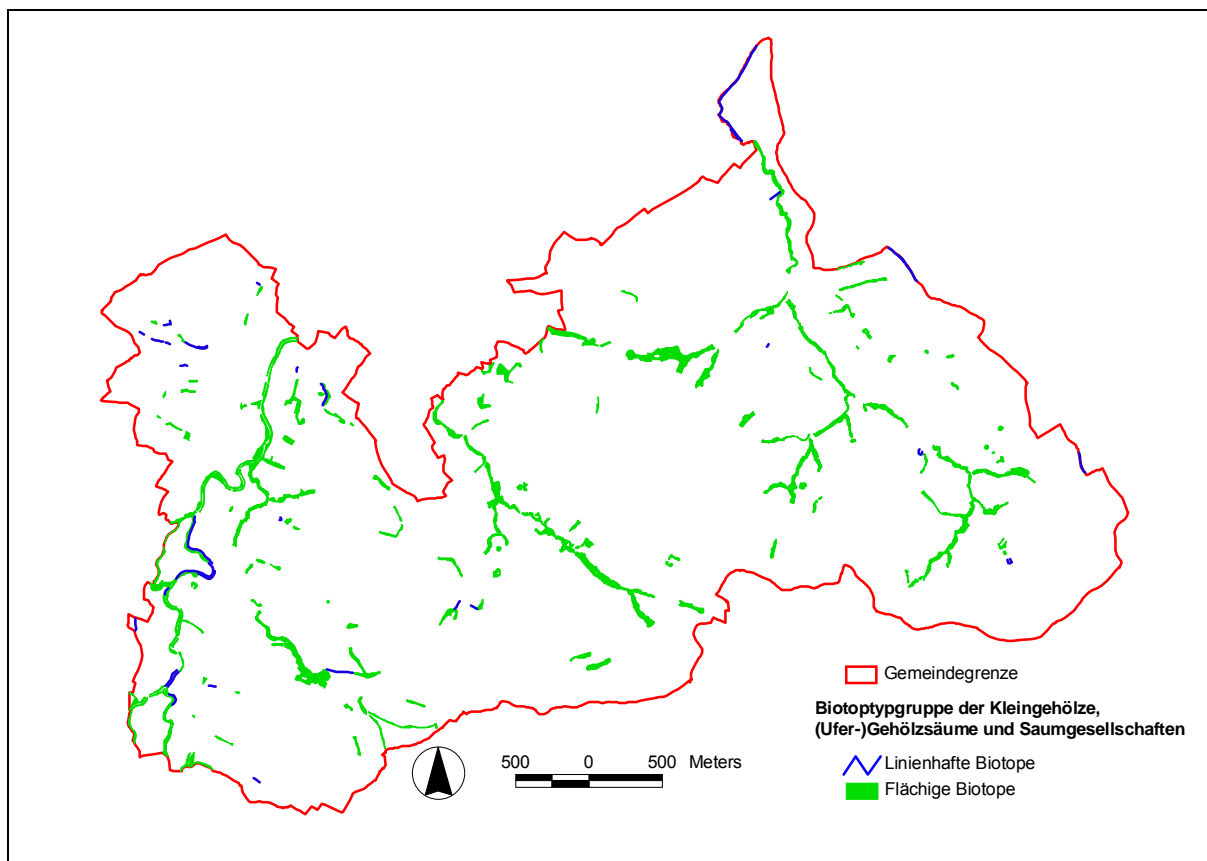 Gemeindegrenze
Biotoptypgruppe der Kleingehölze,
(Ufer-)Gehölzsäume und Saumgesellschaften
Linienhafte Biotope
Flächige Biotope
500 0 500 Meters